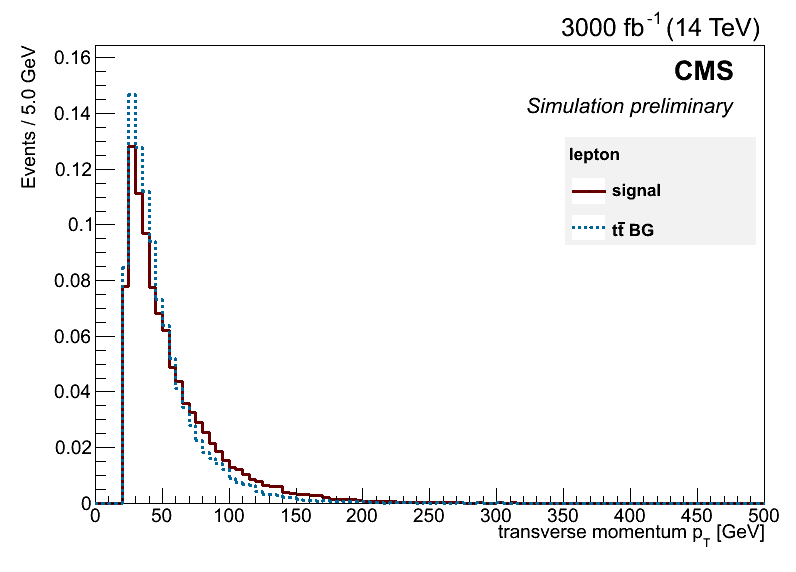 3000 fb⁻¹ (14 TeV)
CMS
Simulation preliminary
Events / 5.0 GeV
lepton
signal
tt̄ BG
0.16
0.14
0.12
0.1
0.08
0.06
0.04
0.02
0
0 50 100 150 200 250 300 350 400 450 500
transverse momentum p_T [GeV]